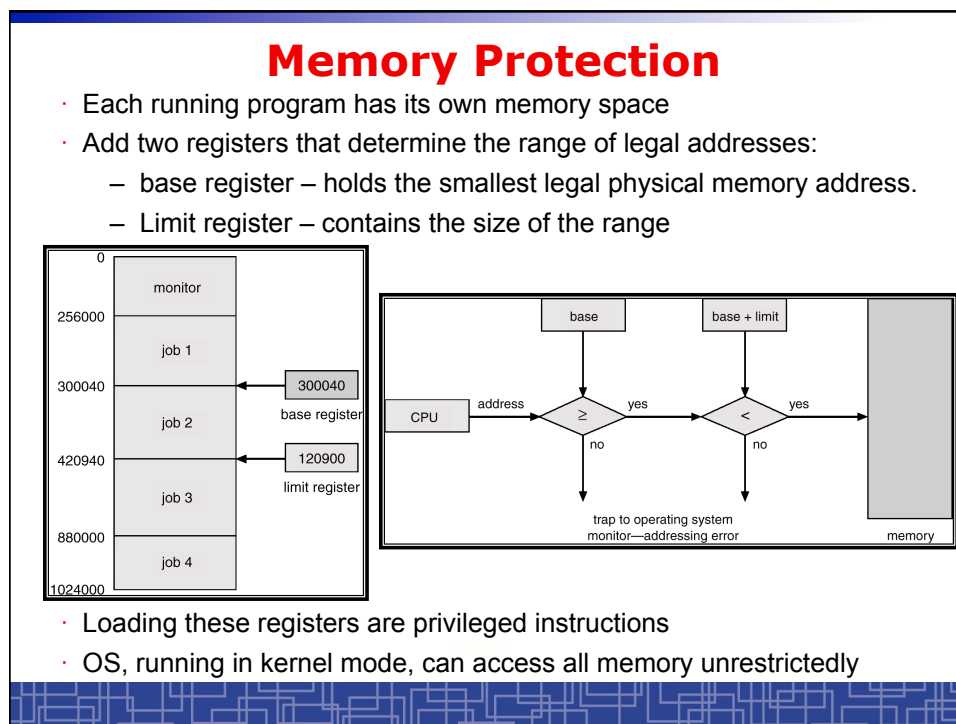 Memory Protection
· Each running program has its own memory space
· Add two registers that determine the range of legal addresses:
– base register – holds the smallest legal physical memory address.
– Limit register – contains the size of the range
0
monitor
256000
job 1
300040
300040
base register
job 2
420940
120900
limit register
job 3
880000
job 4
1024000
base
base + limit
CPU
address
≥
yes
<
yes
no
no
trap to operating system
monitor—addressing error
memory
· Loading these registers are privileged instructions
· OS, running in kernel mode, can access all memory unrestrictedly